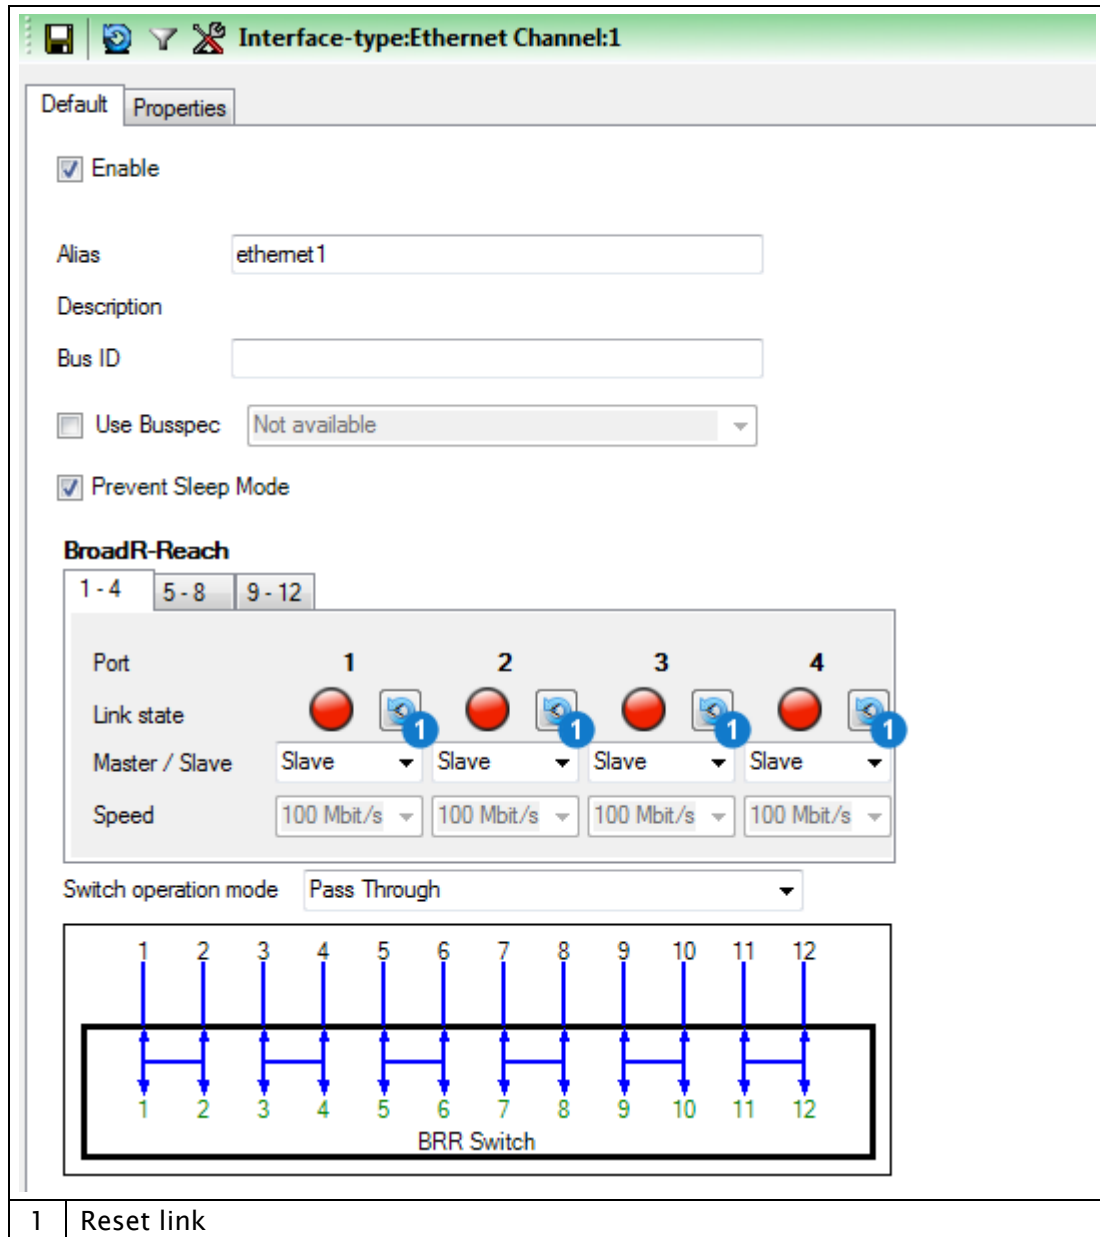 Interface-type:Ethernet Channel:1
Default Properties
Enable
Alias ethernet1
Description
Bus ID
Use Busspec Not available
Prevent Sleep Mode
BroadR-Reach
1 - 4 5 - 8 9 - 12
Port 1 2 3 4
Link state 1 1 1 1
Master / Slave Slave Slave Slave Slave
Speed 100 Mbit/s 100 Mbit/s 100 Mbit/s 100 Mbit/s
Switch operation mode Pass Through
1 2 3 4 5 6 7 8 9 10 11 12
1 2 3 4 5 6 7 8 9 10 11 12
BRR Switch
1 Reset link